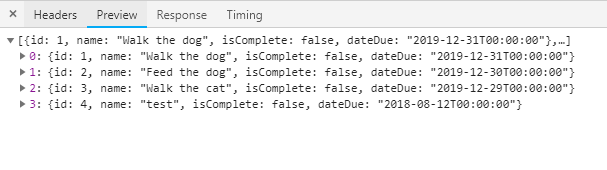 × Headers Preview Response Timing
▼[{id: 1, name: "Walk the dog", isComplete: false, dateDue: "2019-12-31T00:00:00"},…]
▶0: {id: 1, name: "Walk the dog", isComplete: false, dateDue: "2019-12-31T00:00:00"}
▶1: {id: 2, name: "Feed the dog", isComplete: false, dateDue: "2019-12-30T00:00:00"}
▶2: {id: 3, name: "Walk the cat", isComplete: false, dateDue: "2019-12-29T00:00:00"}
▶3: {id: 4, name: "test", isComplete: false, dateDue: "2018-08-12T00:00:00"}